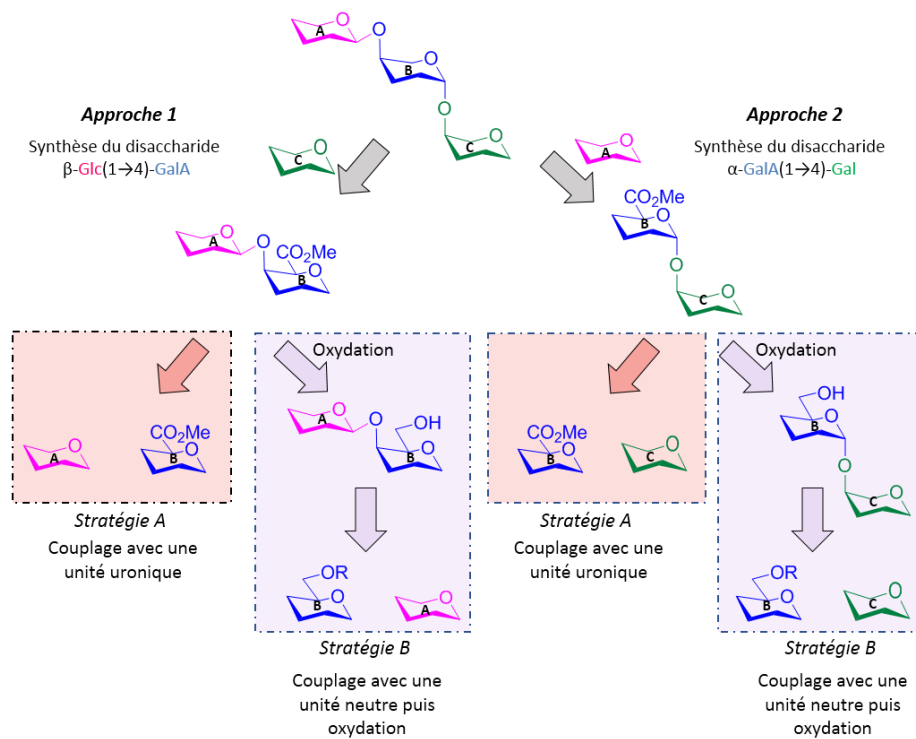 A
O
O
B
O
O
C
O
Approche 1
Synthèse du disaccharide
β-Glc(1→4)-GalA
C
O
A
O
Approche 2
Synthèse du disaccharide
α-GalA(1→4)-Gal
A
O
O
CO2Me
B
O
CO2Me
B
O
O
C
O
A
O
CO2Me
B
O
Stratégie A
Couplage avec une
unité uronique
Oxydation
A
O
O
OH
B
O
OR
B
O
A
O
Stratégie B
Couplage avec une
unité neutre puis
oxydation
CO2Me
B
O
C
O
Stratégie A
Couplage avec une
unité uronique
Oxydation
OH
B
O
O
C
O
OR
B
O
C
O
Stratégie B
Couplage avec une
unité neutre puis
oxydation